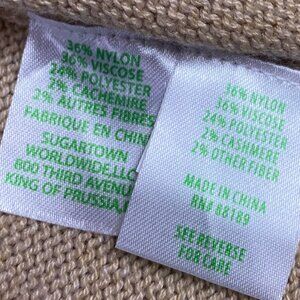 36% NYLON
36% VISCOSE
24% POLYESTER
2% CACHEMIRE
2% AUTRES FIBRES
FABRIQUE EN CHIN
SUGARTOWN
WORLDWIDE,LLC
800 THIRD AVENU
KING OF PRUSSIA,
36% NYLON
36% VISCOSE
24% POLYESTER
2% CASHMERE
2% OTHER FIBER
MADE IN CHINA
RN# 88189
SEE REVERSE
FOR CARE